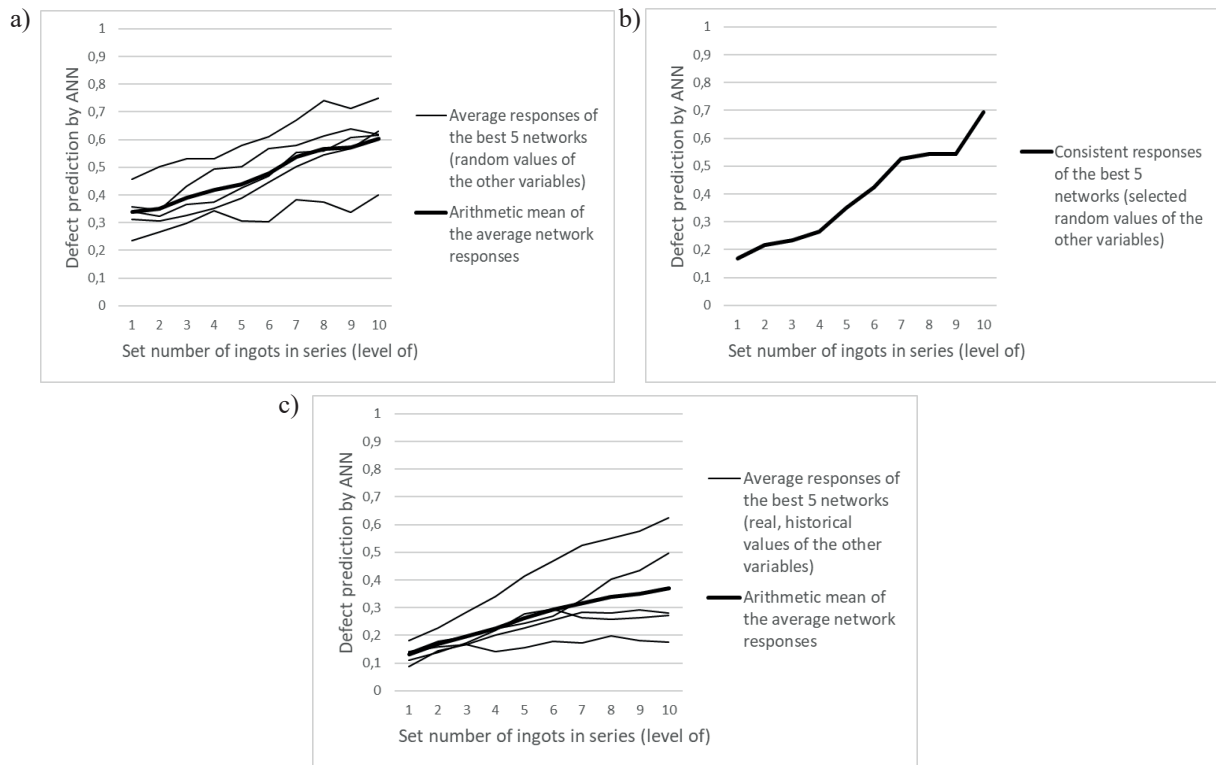 a)
Defect prediction by ANN
1
0,9
0,8
0,7
0,6
0,5
0,4
0,3
0,2
0,1
0
1 2 3 4 5 6 7 8 9 10
Set number of ingots in series (level of)
Average responses of
the best 5 networks
(random values of
the other variables)
Arithmetic mean of
the average network
responses
b)
Defect prediction by ANN
1
0,9
0,8
0,7
0,6
0,5
0,4
0,3
0,2
0,1
0
1 2 3 4 5 6 7 8 9 10
Set number of ingots in series (level of)
Consistent responses
of the best 5
networks (selected
random values of the
other variables)
c)
Defect prediction by ANN
1
0,9
0,8
0,7
0,6
0,5
0,4
0,3
0,2
0,1
0
1 2 3 4 5 6 7 8 9 10
Set number of ingots in series (level of)
Average responses of
the best 5 networks
(real, historical
values of the other
variables)
Arithmetic mean of
the average network
responses